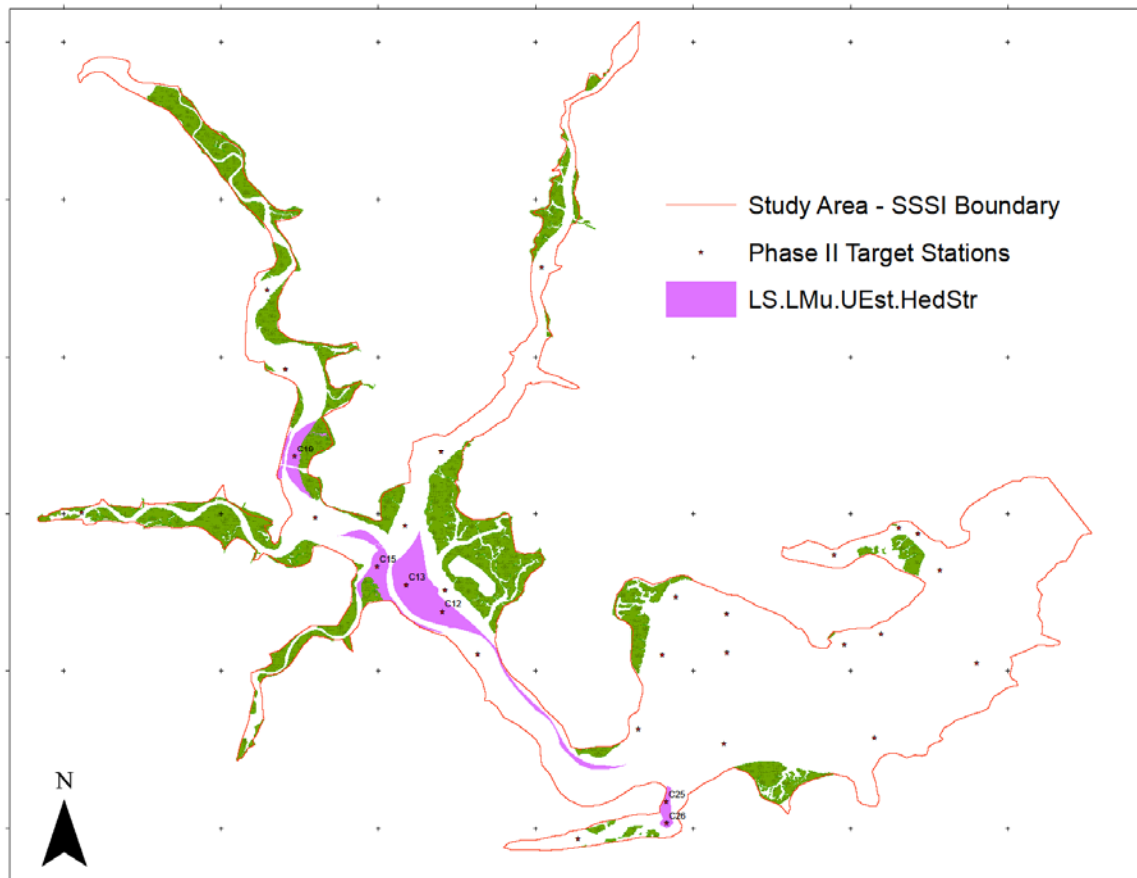 Study Area - SSSI Boundary
Phase II Target Stations
LS.LMu.UEst.HedStr
C10
C15
C13
C12
C25
C26
N